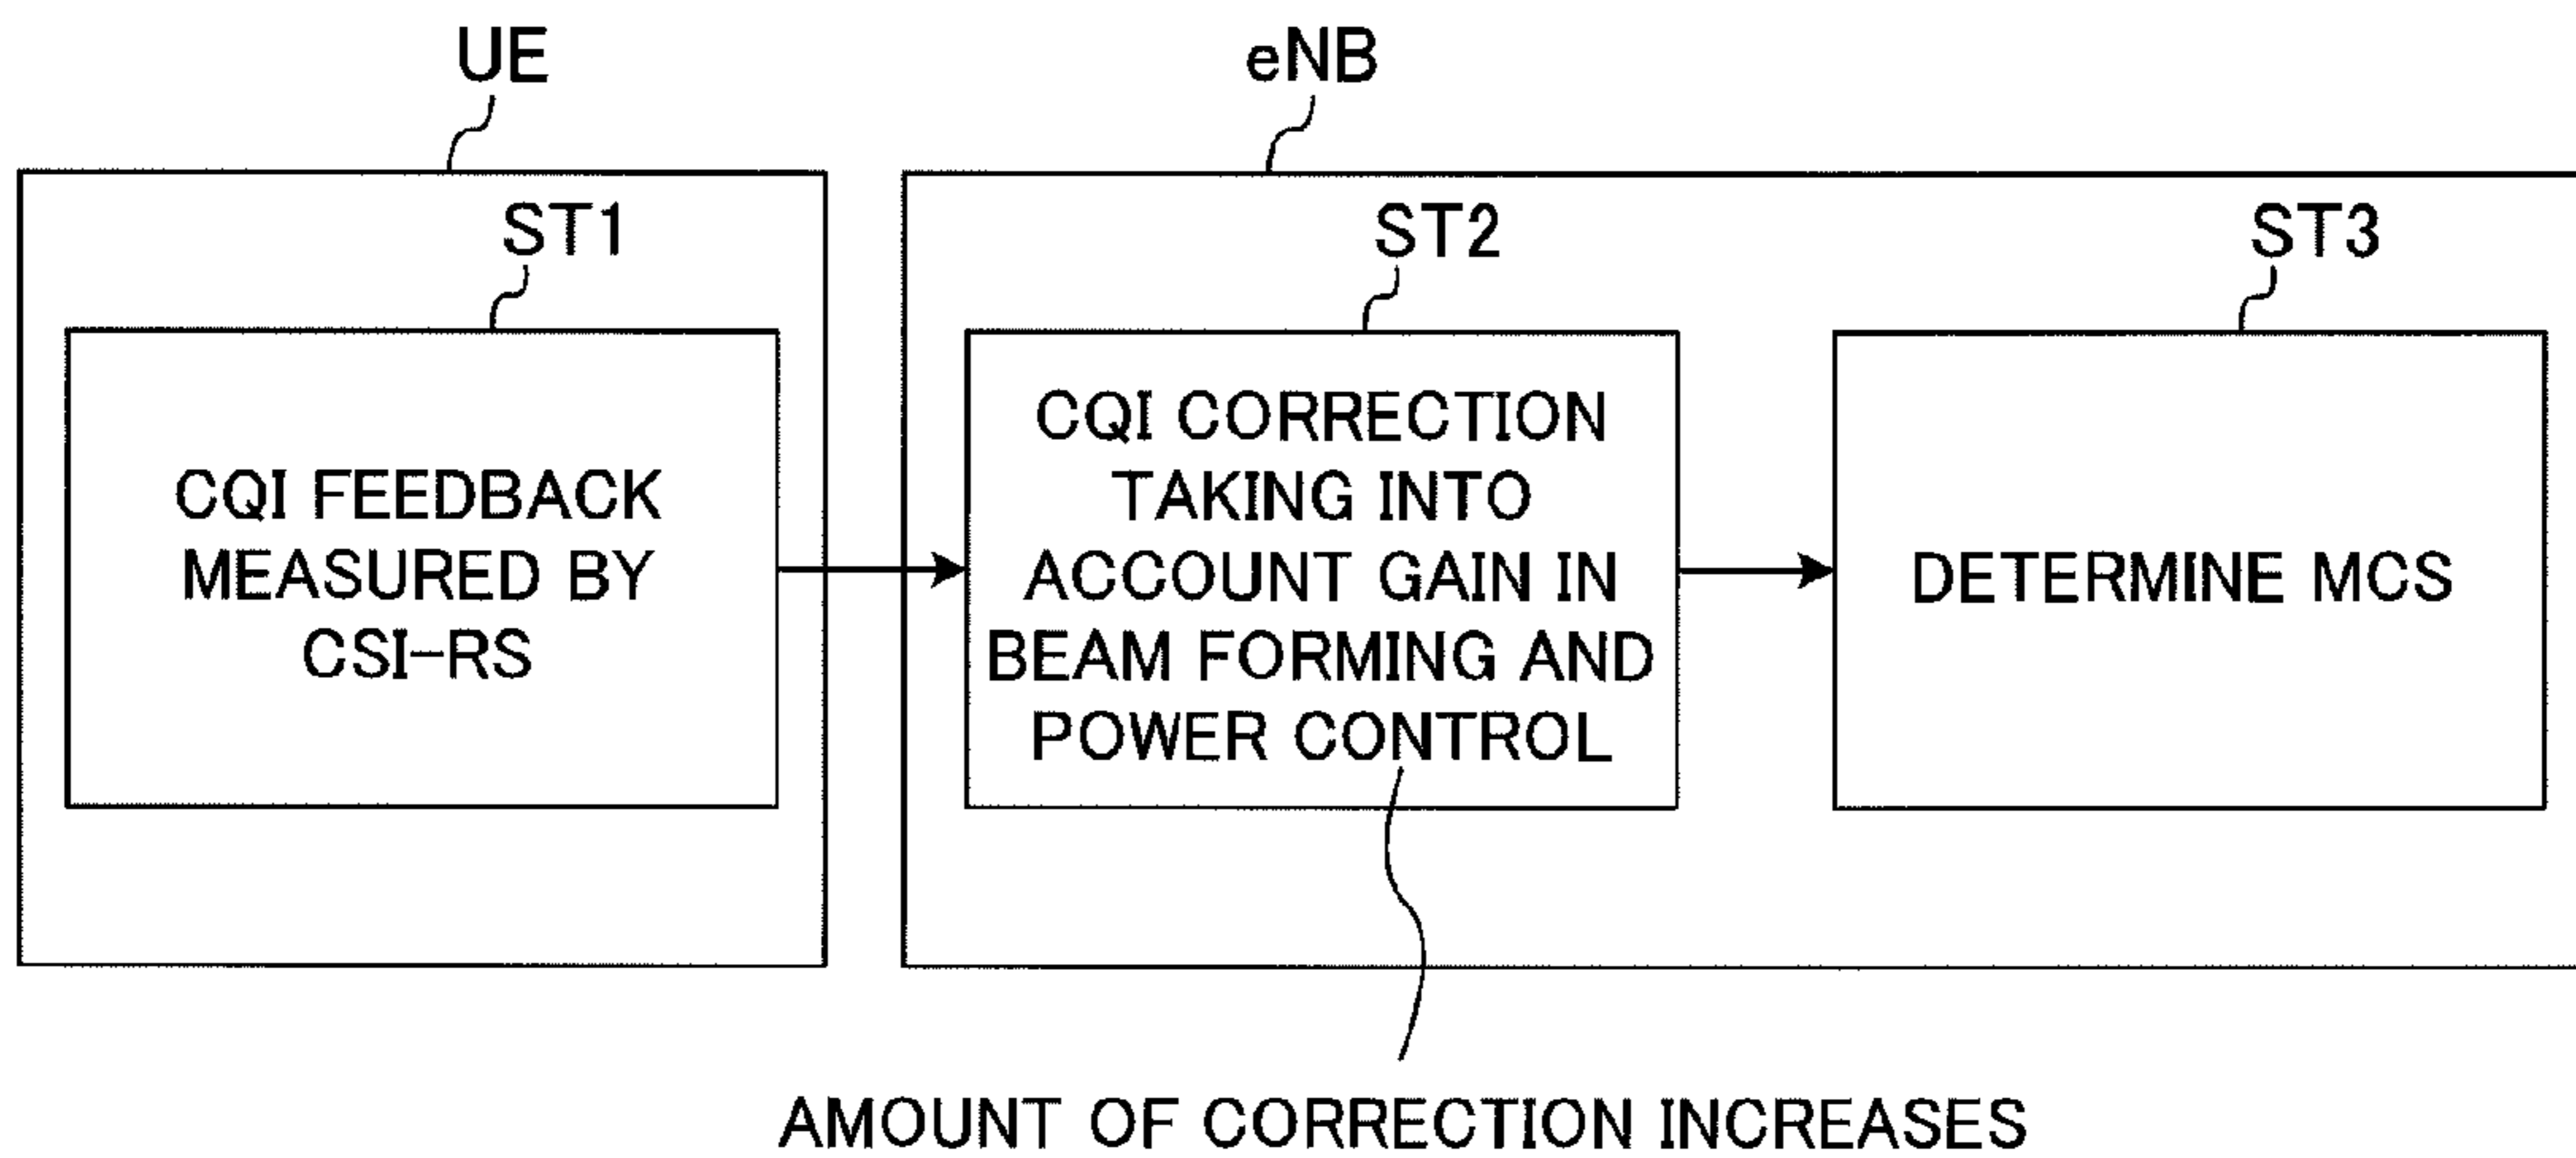 UE
eNB
ST1
ST2
ST3
CQI FEEDBACK
MEASURED BY
CSI-RS
CQI CORRECTION
TAKING INTO
ACCOUNT GAIN IN
BEAM FORMING AND
POWER CONTROL
DETERMINE MCS
AMOUNT OF CORRECTION INCREASES